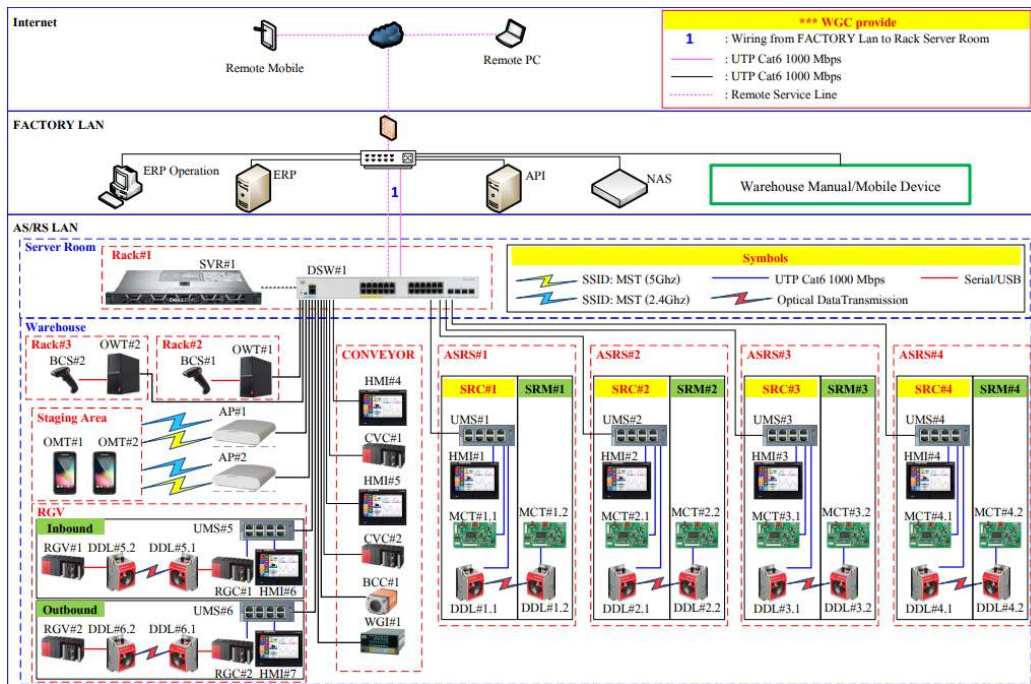 Internet
*** WGC provide
1 : Wiring from FACTORY Lan to Rack Server Room
: UTP Cat6 1000 Mbps
: UTP Cat6 1000 Mbps
: Remote Service Line
Remote Mobile
Remote PC
FACTORY LAN
ERP Operation
ERP
API
NAS
Warehouse Manual/Mobile Device
1
AS/RS LAN
Server Room
Rack#1
SVR#1
DSW#1
Symbols
SSID: MST (5Ghz)
UTP Cat6 1000 Mbps
Serial/USB
SSID: MST (2.4Ghz)
Optical DataTransmission
Warehouse
Rack#3
OWT#2
BCS#2
Rack#2
OWT#1
BCS#1
Staging Area
OMT#1
OMT#2
AP#1
AP#2
RGV
Inbound
UMS#5
RGV#1
DDL#5.2
DDL#5.1
RGC#1
HMI#6
Outbound
UMS#6
RGV#2
DDL#6.2
DDL#6.1
RGC#2
HMI#7
CONVEYOR
HMI#4
CVC#1
HMI#5
CVC#2
BCC#1
WGI#1
ASRS#1
SRC#1
SRM#1
UMS#1
HMI#1
MCT#1.1
MCT#1.2
DDL#1.1
DDL#1.2
ASRS#2
SRC#2
SRM#2
UMS#2
HMI#2
MCT#2.1
MCT#2.2
DDL#2.1
DDL#2.2
ASRS#3
SRC#3
SRM#3
UMS#3
HMI#3
MCT#3.1
MCT#3.2
DDL#3.1
DDL#3.2
ASRS#4
SRC#4
SRM#4
UMS#4
HMI#4
MCT#4.1
MCT#4.2
DDL#4.1
DDL#4.2